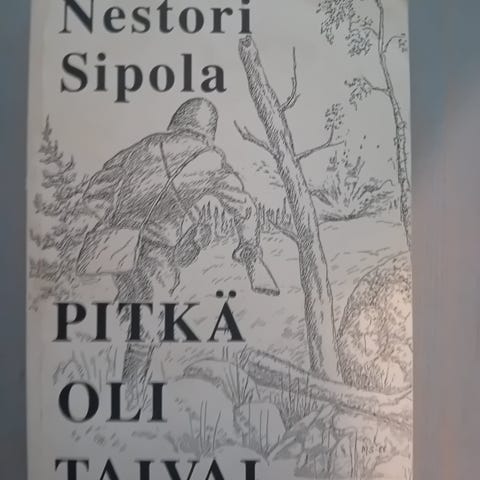 Nestori
Sipola
PITKÄ
OLI
TAIVAL